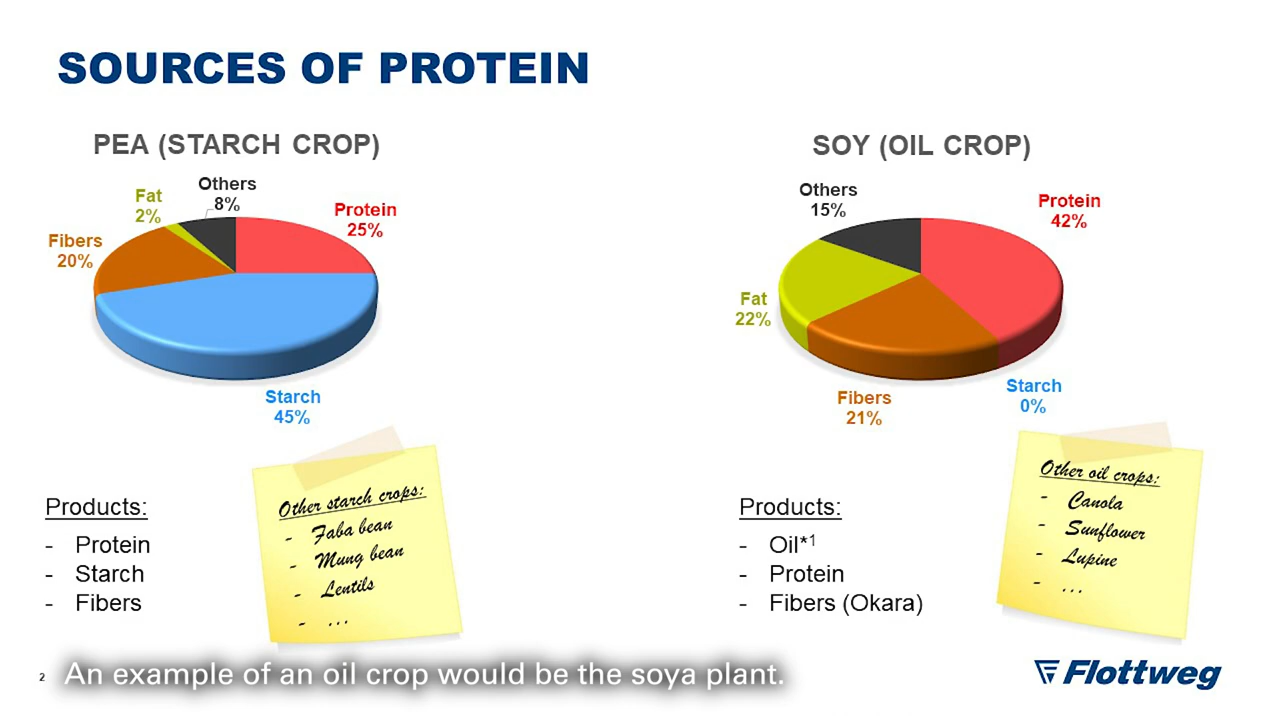 SOURCES OF PROTEIN
PEA (STARCH CROP)
Others
8%
Fat
2%
Protein
25%
Fibers
20%
Starch
45%
Products:
- Protein
- Starch
- Fibers
Other starch crops:
- Faba bean
- Mung bean
- Lentils
- ...
SOY (OIL CROP)
Others
15%
Protein
42%
Fat
22%
Starch
0%
Fibers
21%
Products:
- Oil*1
- Protein
- Fibers (Okara)
Other oil crops:
- Canola
- Sunflower
- Lupine
- ...
2
An example of an oil crop would be the soya plant.
Flottweg